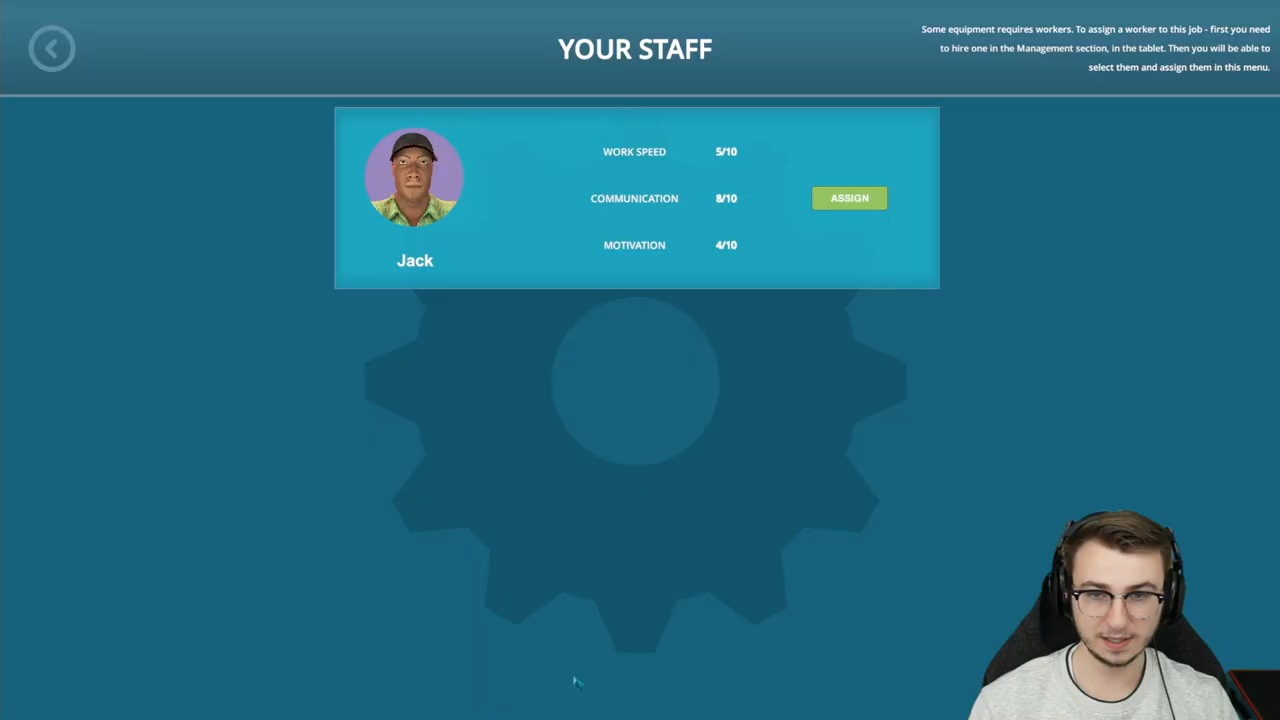 YOUR STAFF
Some equipment requires workers. To assign a worker to this job - first you need
to hire one in the Management section, in the tablet. Then you will be able to
select them and assign them in this menu.
WORK SPEED 5/10
COMMUNICATION 8/10
ASSIGN
MOTIVATION 4/10
Jack